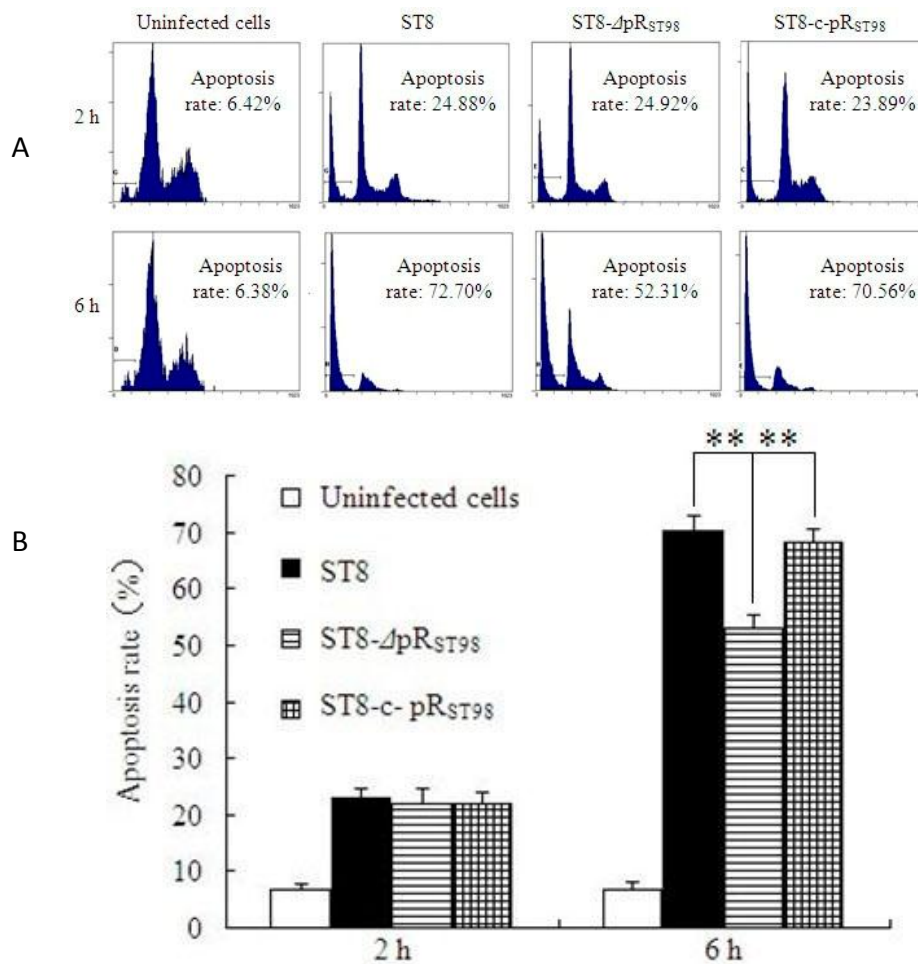 Uninfected cells ST8 ST8-ΔpRST98 ST8-c-pRST98
A
2 h
Apoptosis
rate: 6.42%
Apoptosis
rate: 24.88%
Apoptosis
rate: 24.92%
Apoptosis
rate: 23.89%
6 h
Apoptosis
rate: 6.38%
Apoptosis
rate: 72.70%
Apoptosis
rate: 52.31%
Apoptosis
rate: 70.56%
B
** **
Apoptosis rate (%)
80
70
60
50
40
30
20
10
0
Uninfected cells
ST8
ST8-ΔpRST98
ST8-c- pRST98
2 h 6 h